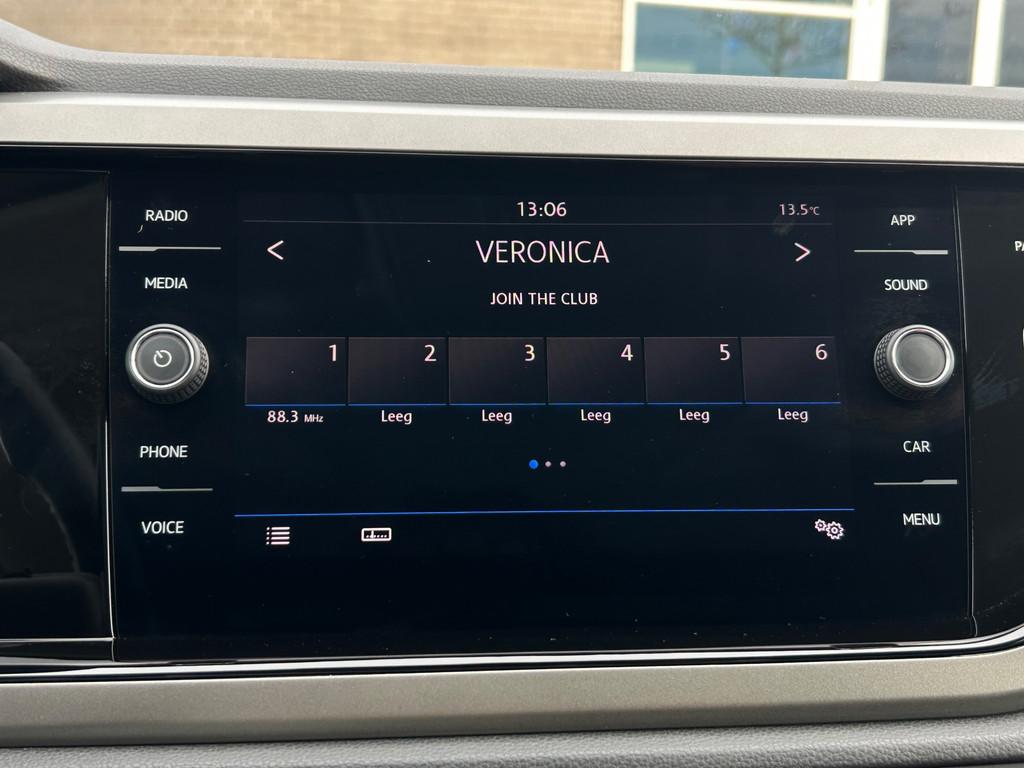 RADIO
MEDIA
PHONE
VOICE
13:06
13.5°C
<
VERONICA
>
JOIN THE CLUB
1
2
3
4
5
6
88.3 MHz
Leeg
Leeg
Leeg
Leeg
Leeg
APP
SOUND
CAR
MENU